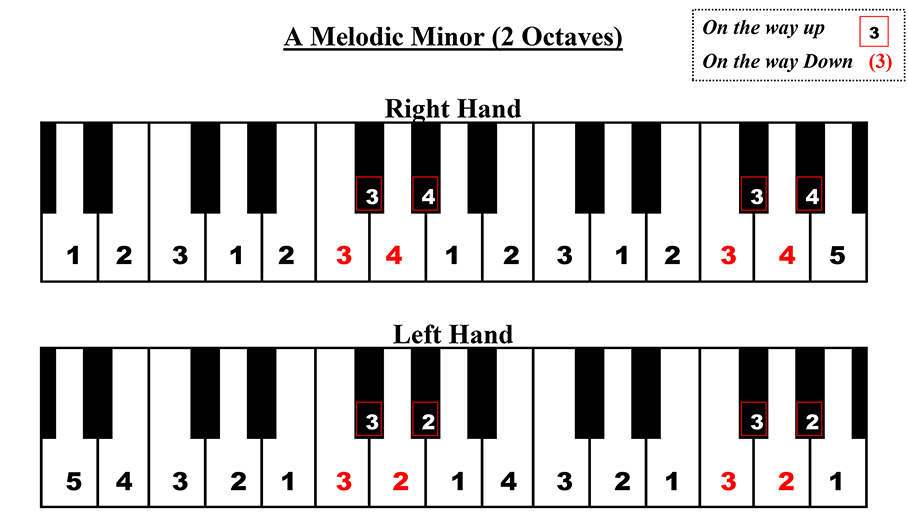 A Melodic Minor (2 Octaves)
On the way up 3
On the way Down (3)
Right Hand
3 4 3 4
1 2 3 1 2 3 4 1 2 3 1 2 3 4 5
Left Hand
3 2 3 2
5 4 3 2 1 3 2 1 4 3 2 1 3 2 1